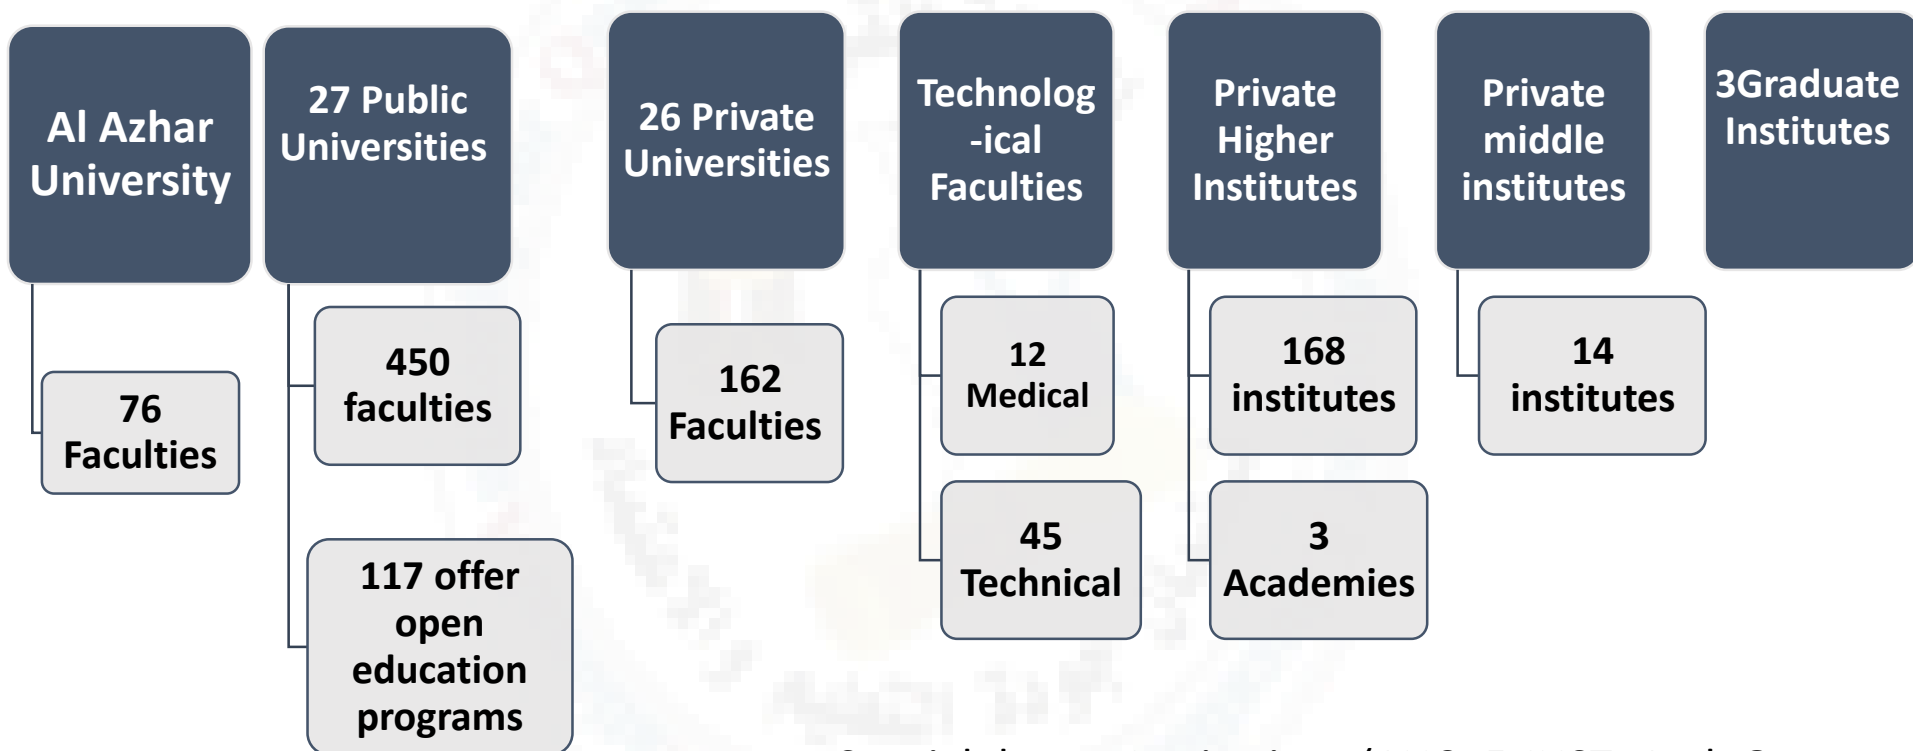 Al Azhar
University
76
Faculties
27 Public
Universities
450
faculties
117 offer
open
education
programs
26 Private
Universities
162
Faculties
Technolog
-ical
Faculties
12
Medical
45
Technical
Private
Higher
Institutes
168
institutes
3
Academies
Private
middle
institutes
14
institutes
3Graduate
Institutes